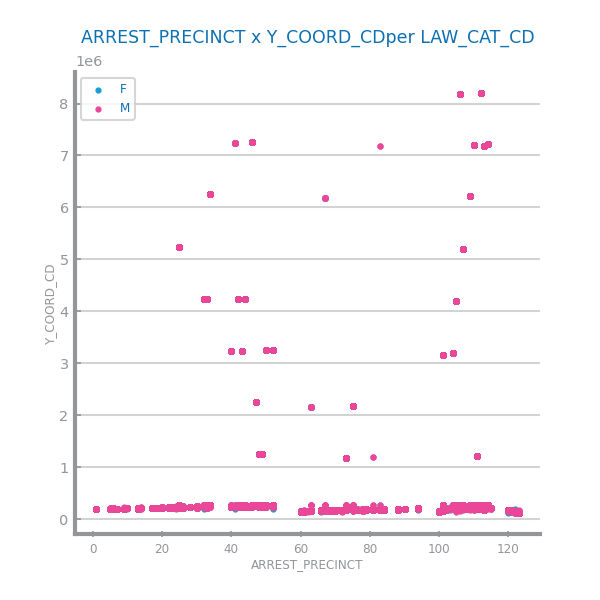 ARREST_PRECINCT x Y_COORD_CDper LAW_CAT_CD
1e6
F
M
8
7
6
5
4
3
2
1
0
Y_COORD_CD
0 20 40 60 80 100 120
ARREST_PRECINCT